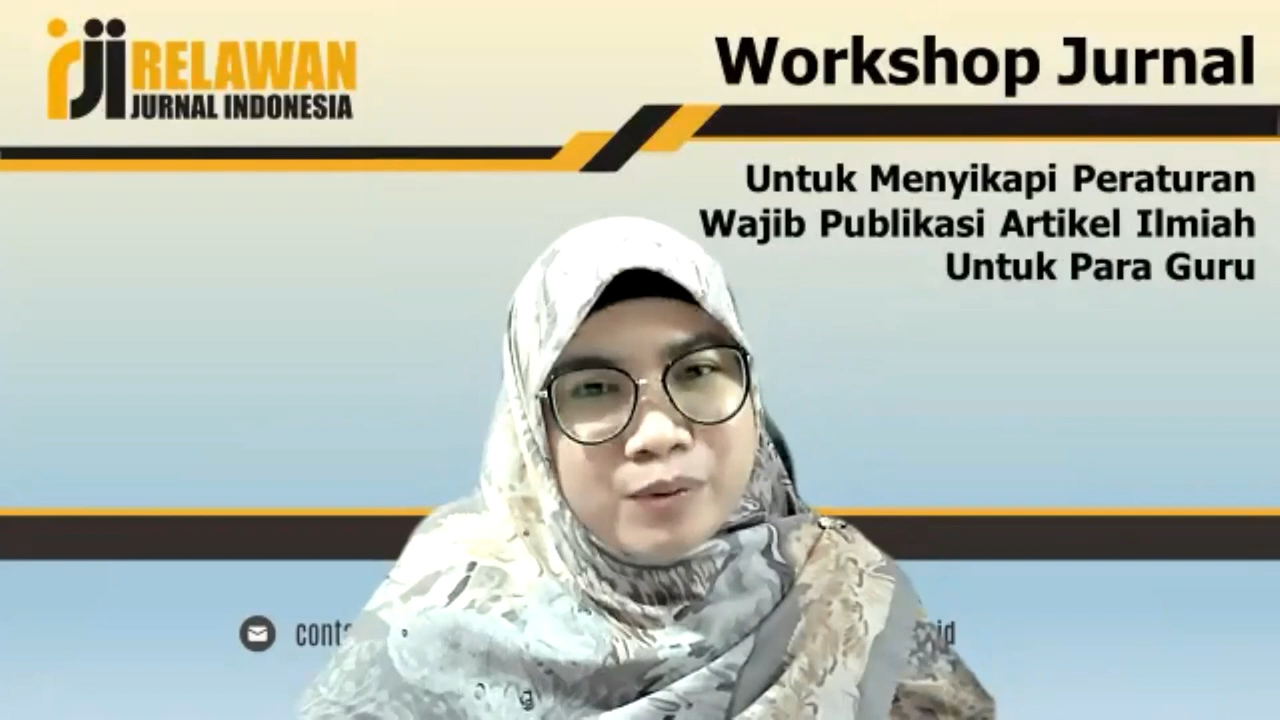 RELAWAN
JURNAL INDONESIA
Workshop Jurnal
Untuk Menyikapi Peraturan
Wajib Publikasi Artikel Ilmiah
Untuk Para Guru